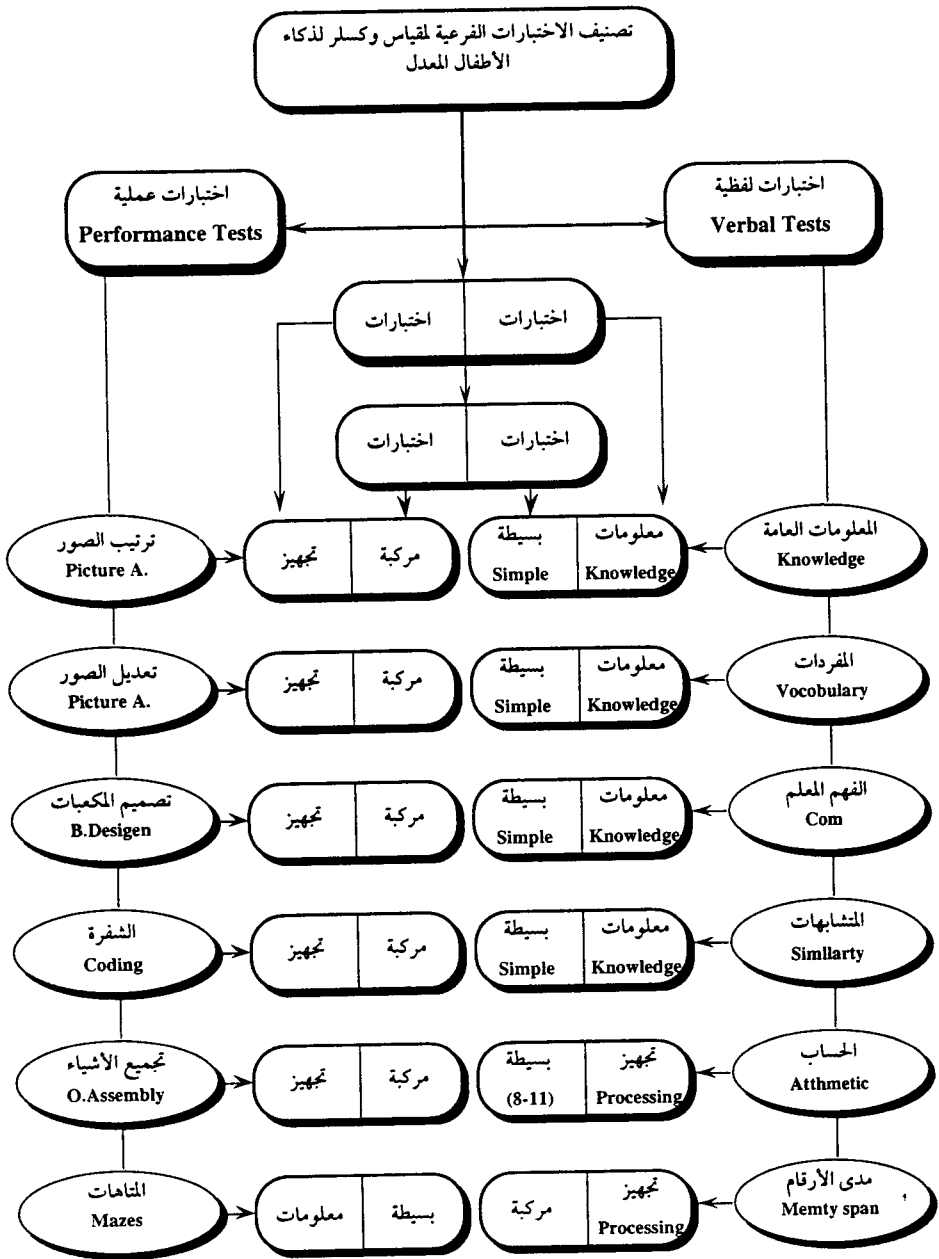 تصنيف الاختبارات الفرعية لمقياس وكسلر لذكاء
الأطفال المعدل
اختبارات لفظية
Verbal Tests
اختبارات عملية
Performance Tests
اختبارات
اختبارات
اختبارات
اختبارات
المعلومات العامة
Knowledge
معلومات
Knowledge
بسيطة
Simple
مركبة
تجهيز
ترتيب الصور
Picture A.
المفردات
Vocobulary
معلومات
Knowledge
بسيطة
Simple
مركبة
تجهيز
تعديل الصور
Picture A.
الفهم المعلم
Com
معلومات
Knowledge
بسيطة
Simple
مركبة
تجهيز
تصميم المكعبات
B.Desigen
المتشابهات
Simllarty
معلومات
Knowledge
بسيطة
Simple
مركبة
تجهيز
الشفرة
Coding
الحساب
Atthmetic
تجهيز
Processing
بسيطة
(8-11)
مركبة
تجهيز
تجميع الأشياء
O.Assembly
مدى الأرقام
Memty span
تجهيز
Processing
مركبة
بسيطة
معلومات
المتاهات
Mazes